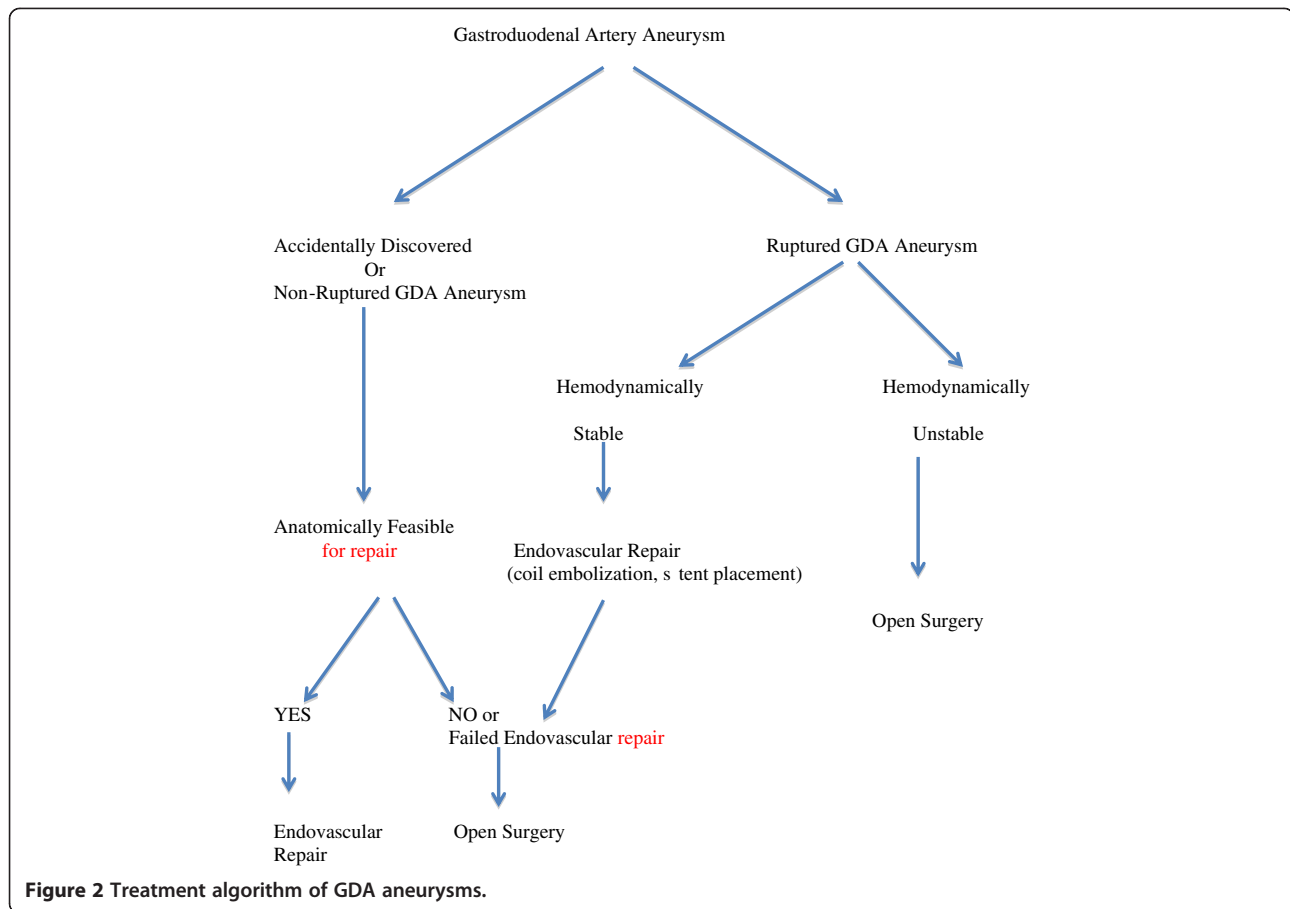 Gastroduodenal Artery Aneurysm
Accidentally Discovered
Or
Non-Ruptured GDA Aneurysm
Ruptured GDA Aneurysm
Hemodynamically
Stable
Hemodynamically
Unstable
Anatomically Feasible
for repair
Endovascular Repair
(coil embolization, s tent placement)
Open Surgery
YES
NO or
Failed Endovascular repair
Endovascular
Repair
Open Surgery
Figure 2 Treatment algorithm of GDA aneurysms.